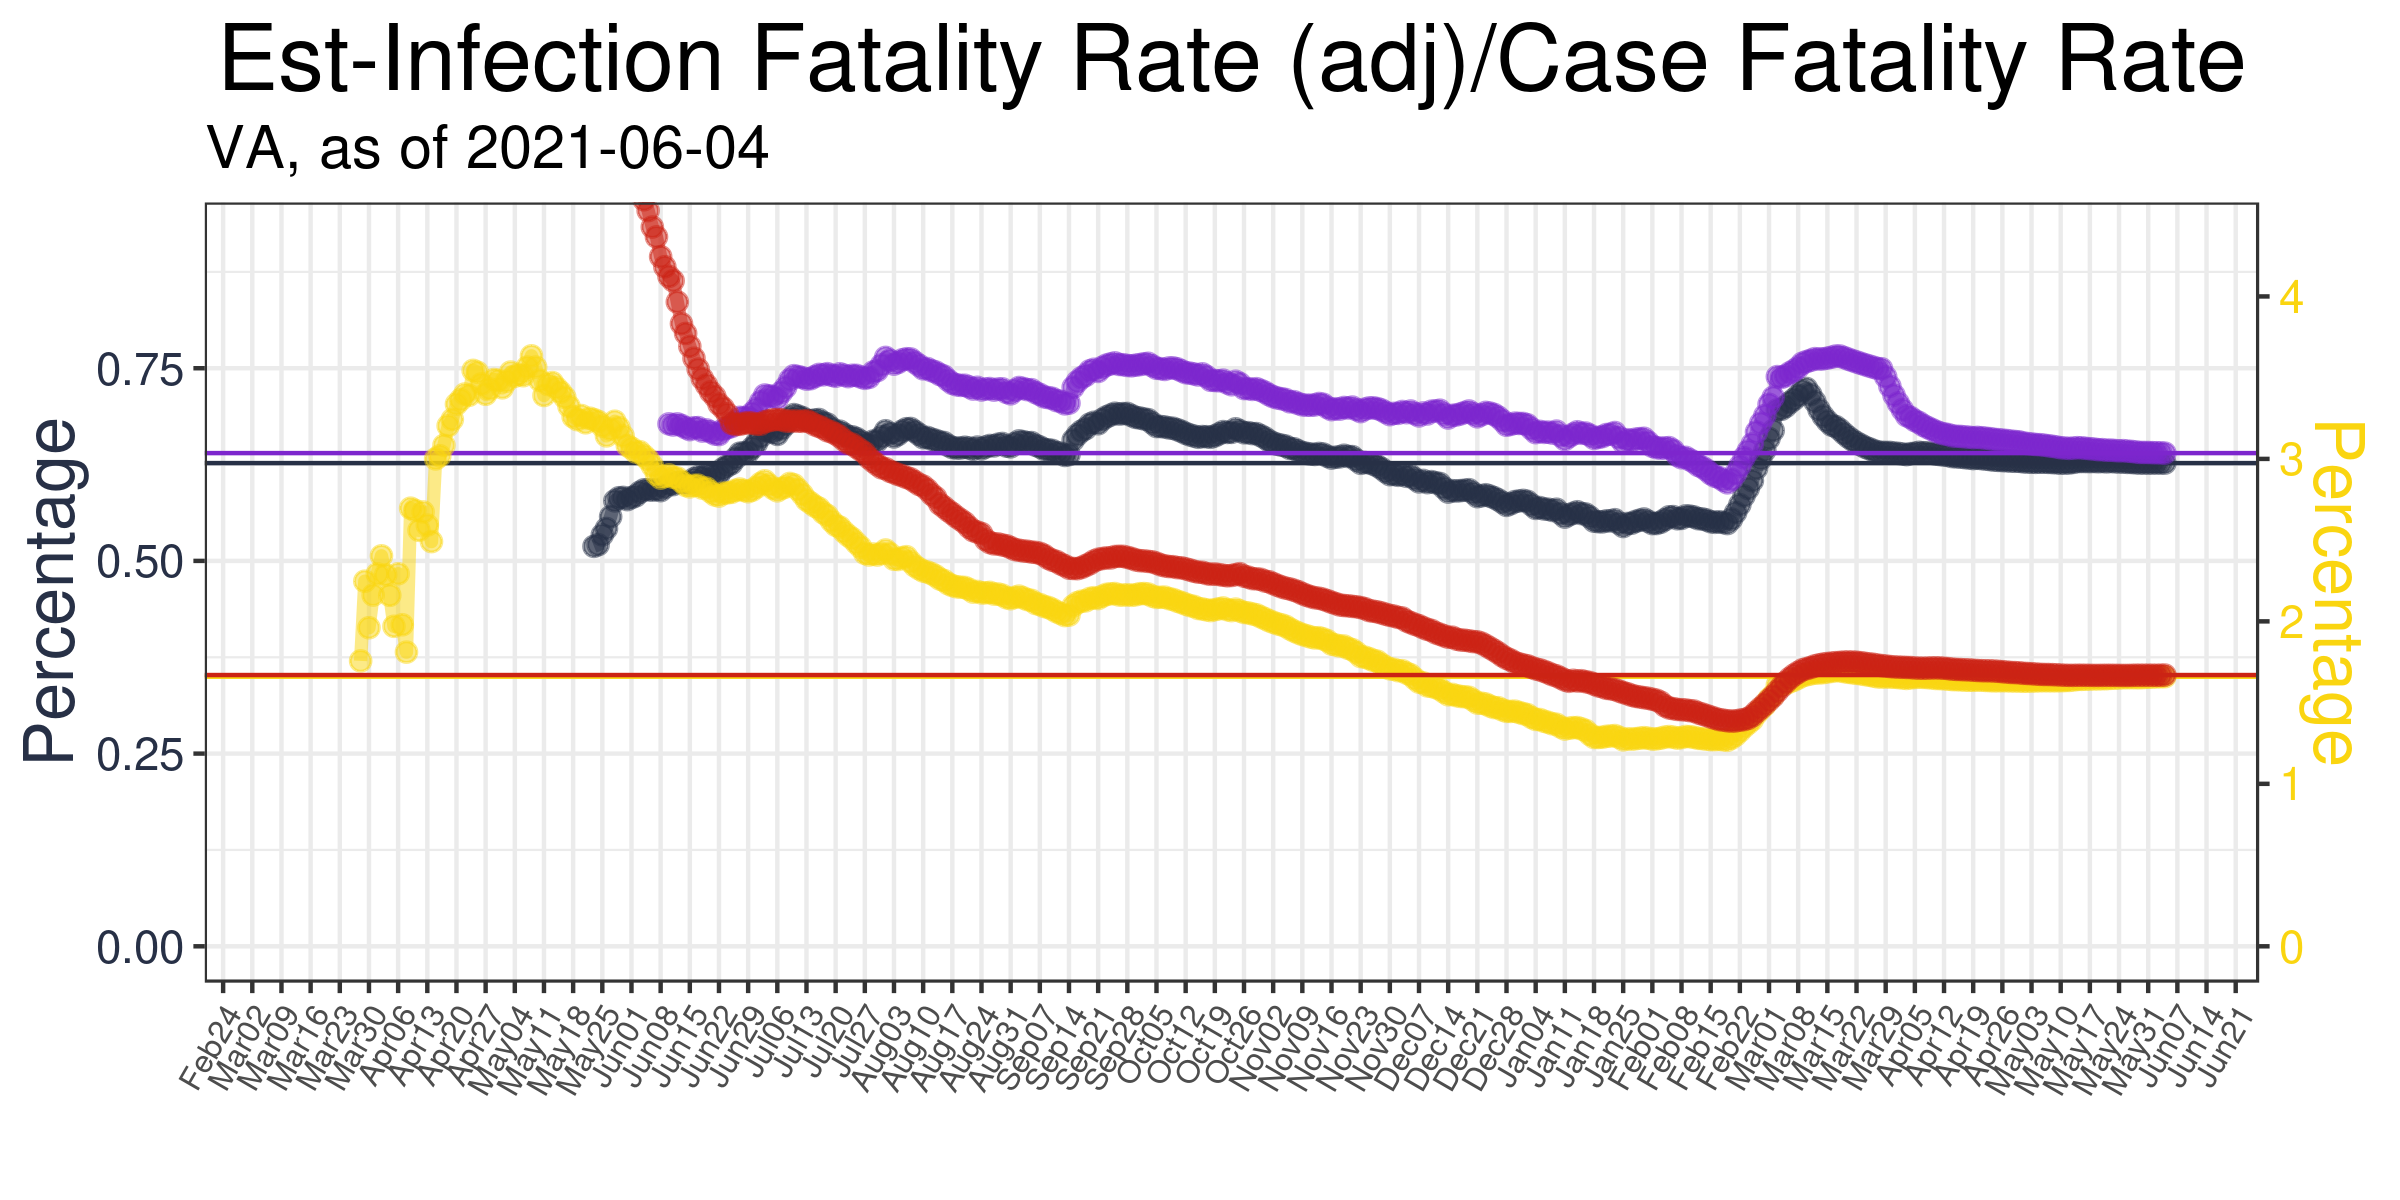 Est-Infection Fatality Rate (adj)/Case Fatality Rate
VA, as of 2021-06-04
Percentage
0.75
0.50
0.25
0.00
4
3
2
1
0
Percentage
Feb24
Mar02
Mar09
Mar16
Mar23
Mar30
Apr06
Apr13
Apr20
Apr27
May04
May11
May18
May25
Jun01
Jun08
Jun15
Jun22
Jun29
Jul06
Jul13
Jul20
Jul27
Aug03
Aug10
Aug17
Aug24
Aug31
Sep07
Sep14
Sep21
Sep28
Oct05
Oct12
Oct19
Oct26
Nov02
Nov09
Nov16
Nov23
Nov30
Dec07
Dec14
Dec21
Dec28
Jan04
Jan11
Jan18
Jan25
Feb01
Feb08
Feb15
Feb22
Mar01
Mar08
Mar15
Mar22
Mar29
Apr05
Apr12
Apr19
Apr26
May03
May10
May17
May24
May31
Jun07
Jun14
Jun21